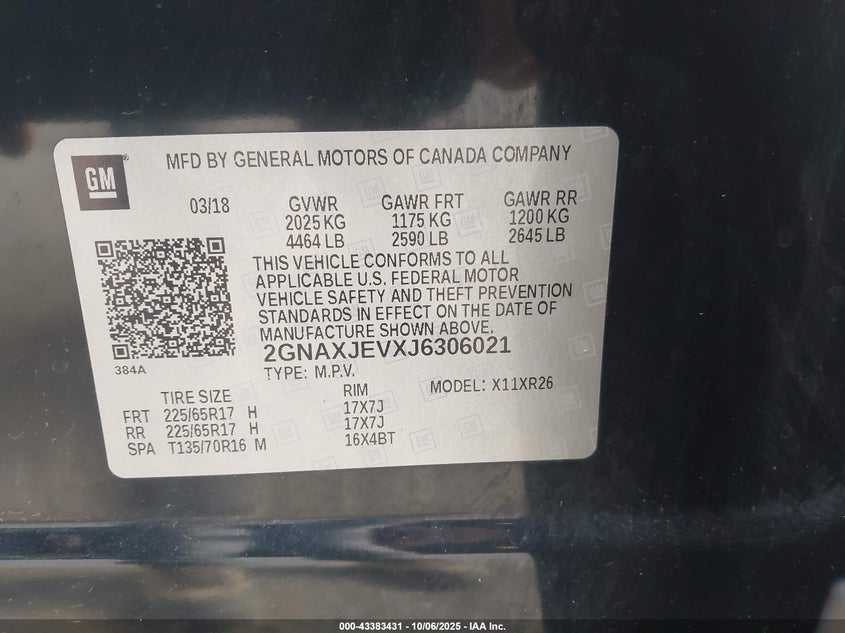 GM
MFD BY GENERAL MOTORS OF CANADA COMPANY
03/18 GVWR GAWR FRT GAWR RR
2025 KG 1175 KG 1200 KG
4464 LB 2590 LB 2645 LB
THIS VEHICLE CONFORMS TO ALL
APPLICABLE U.S. FEDERAL MOTOR
VEHICLE SAFETY AND THEFT PREVENTION
STANDARDS IN EFFECT ON THE DATE OF
MANUFACTURE SHOWN ABOVE.
2GNAXJEVXJ6306021
384A
TYPE: M.P.V. MODEL: X11XR26
TIRE SIZE RIM
FRT 225/65R17 H 17X7J
RR 225/65R17 H 17X7J
SPA T135/70R16 M 16X4BT
000-43383431 - 10/06/2025 - IAA Inc.